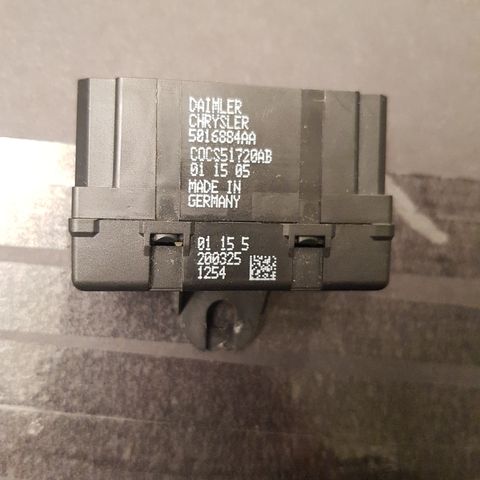 DAIMLER
CHRYSLER
5016884AA
COCS51720AB
01 15 05
MADE IN
GERMANY
01 15 5
200325
1254